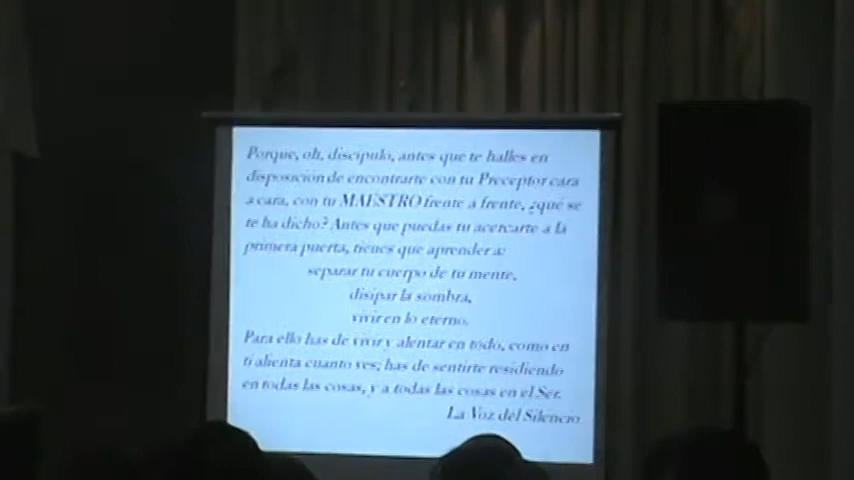 Porque, oh, discípulo, antes que te halles en
disposición de encontrarte con tu Preceptor cara
a cara, con tu MAESTRO frente a frente, ¿qué se
te ha dicho? Antes que puedas tu acercarte a la
primera puerta, tienes que aprender a:
separar tu cuerpo de tu mente,
disipar la sombra,
vivir en lo eterno.
Para ello has de vivir y alentar en todo, como en
ti alienta cuanto ves; has de sentirte residiendo
en todas las cosas, y a todas las cosas en el Ser.
La Voz del Silencio